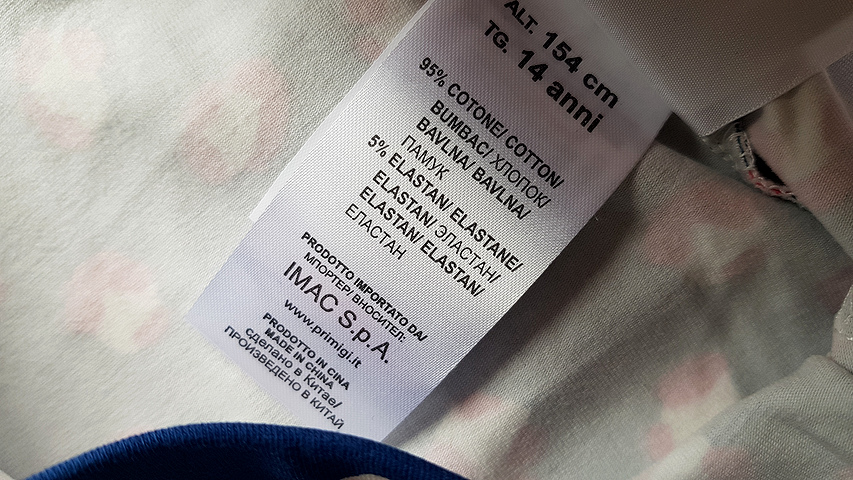 ALT. 154 cm
TG. 14 anni
95% COTONE/ COTTON/
BUMBAC/ ХЛОПОК/
BAVLNA/ BAVLNA/
ПАМУК
5% ELASTAN/ ELASTANE/
ELASTAN/ ЭЛАСТАН/
ELASTAN/ ELASTAN/
ЕЛАСТАН
PRODOTTO IMPORTATO DA/
МПОРТЕР/ ВНОСИТЕЛ:
IMAC S.p.A.
www.primigi.it
PRODOTTO IN CINA
MADE IN CHINA
сделано в Китае/
ПРОИЗВЕДЕНО В КИТАЙ